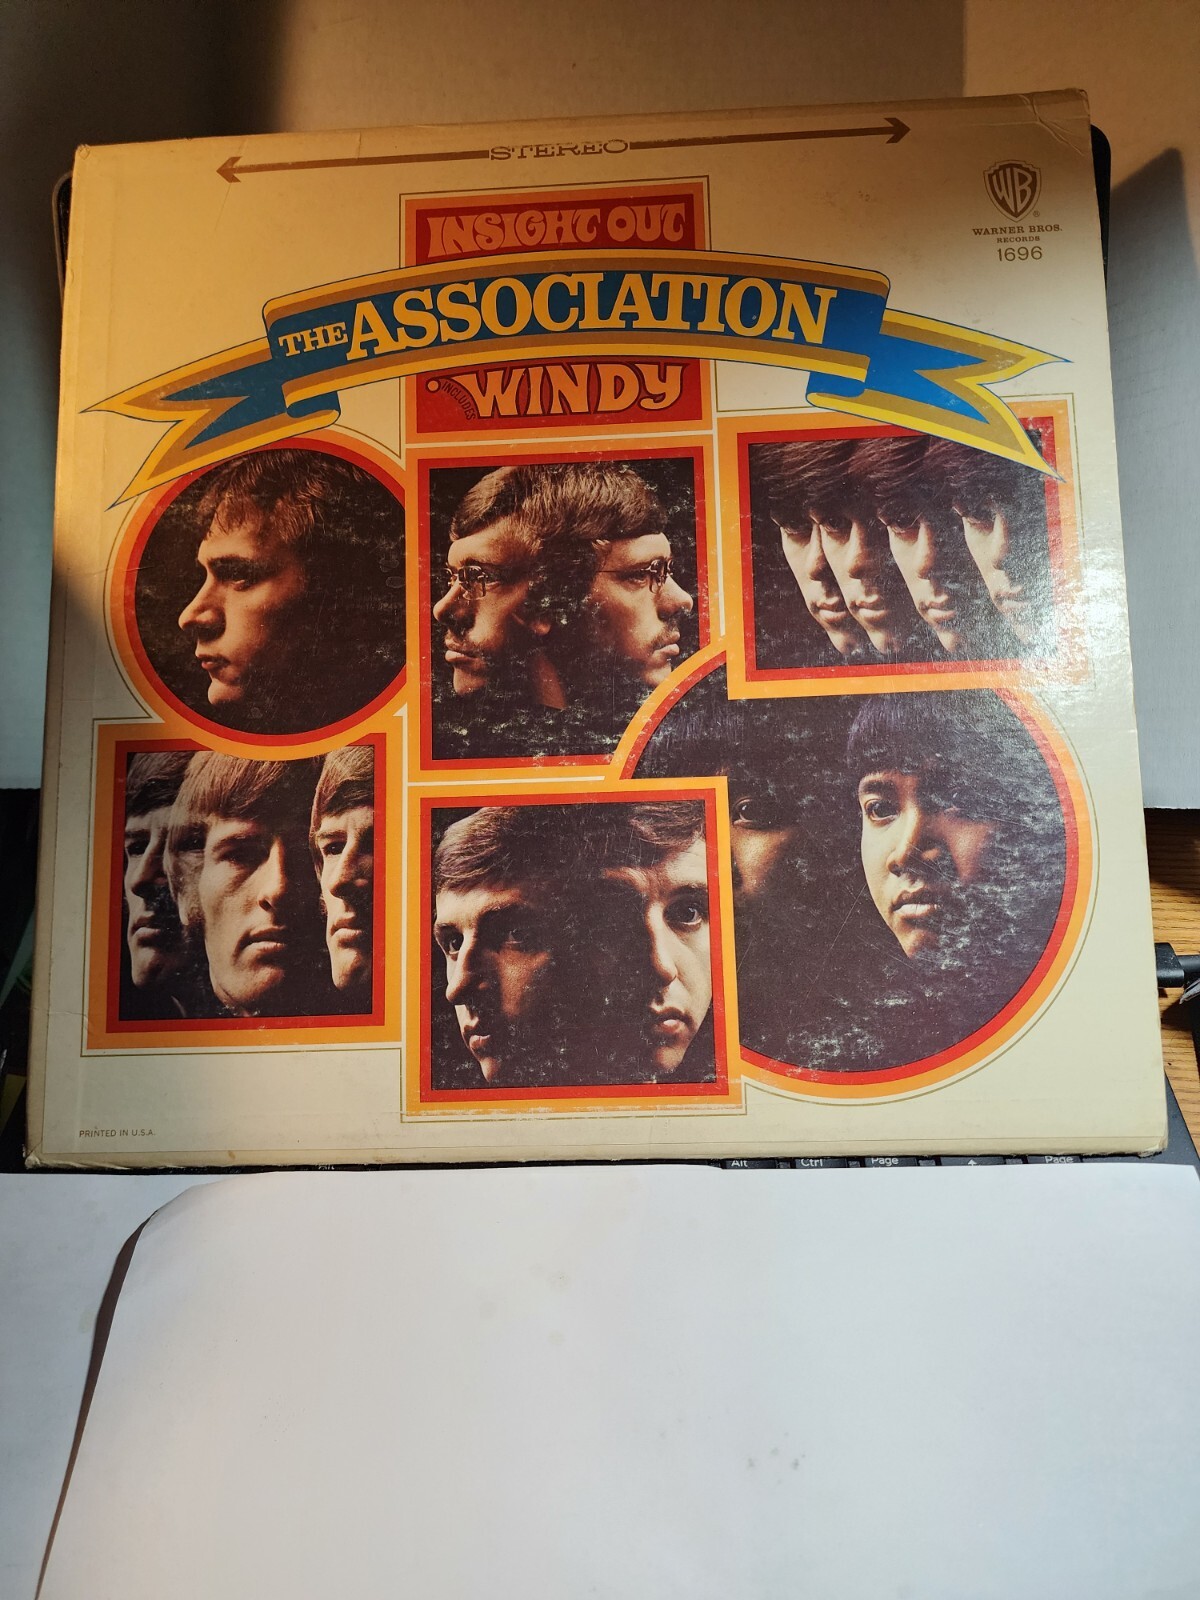 STEREO
WB
WARNER BROS.
RECORDS
1696
INSIGHT OUT
THE ASSOCIATION
INCLUDES WINDY
PRINTED IN U.S.A.
Alt Ctrl Page Page